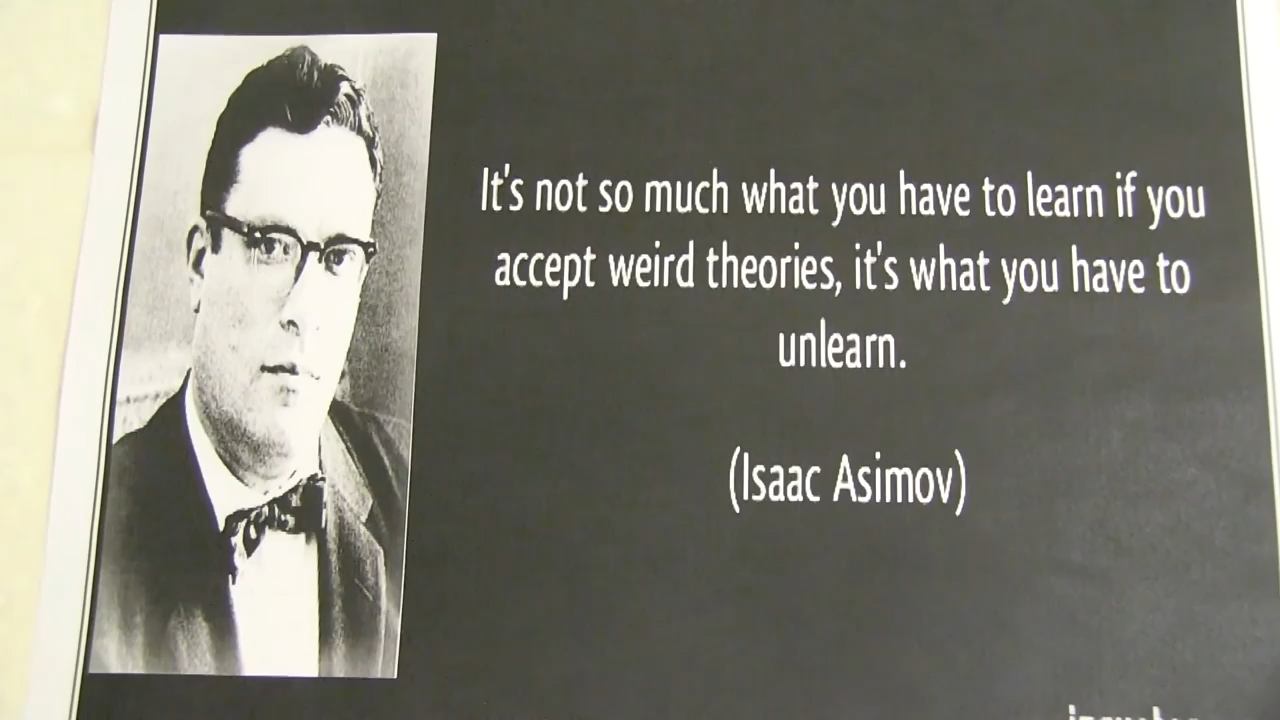 It's not so much what you have to learn if you
accept weird theories, it's what you have to
unlearn.
(Isaac Asimov)